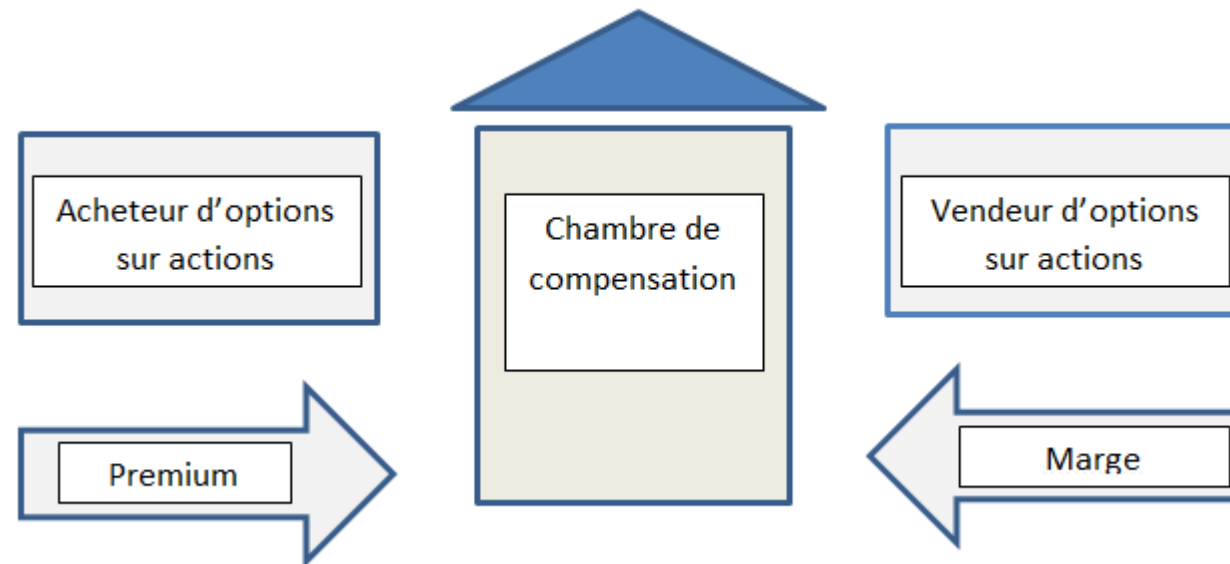 Acheteur d’options
sur actions
Chambre de
compensation
Vendeur d’options
sur actions
Premium
Marge